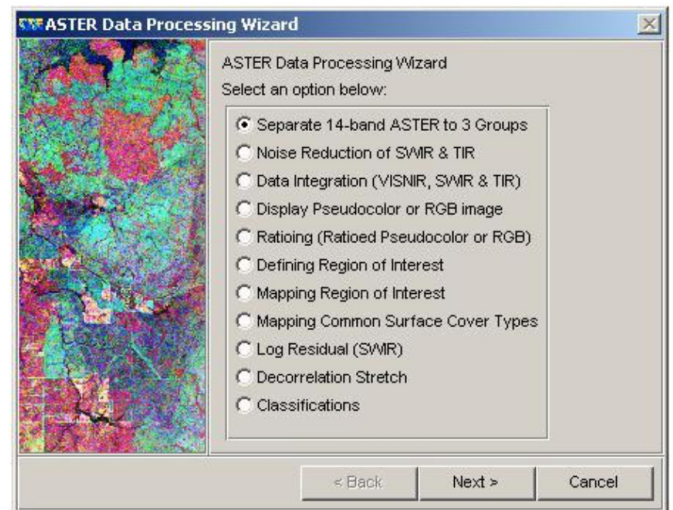 ASTER Data Processing Wizard
ASTER Data Processing Wizard
Select an option below:
Separate 14-band ASTER to 3 Groups
Noise Reduction of SWIR & TIR
Data Integration (VISNIR, SWIR & TIR)
Display Pseudocolor or RGB image
Ratioing (Ratioed Pseudocolor or RGB)
Defining Region of Interest
Mapping Region of Interest
Mapping Common Surface Cover Types
Log Residual (SWIR)
Decorrelation Stretch
Classifications
< Back
Next >
Cancel